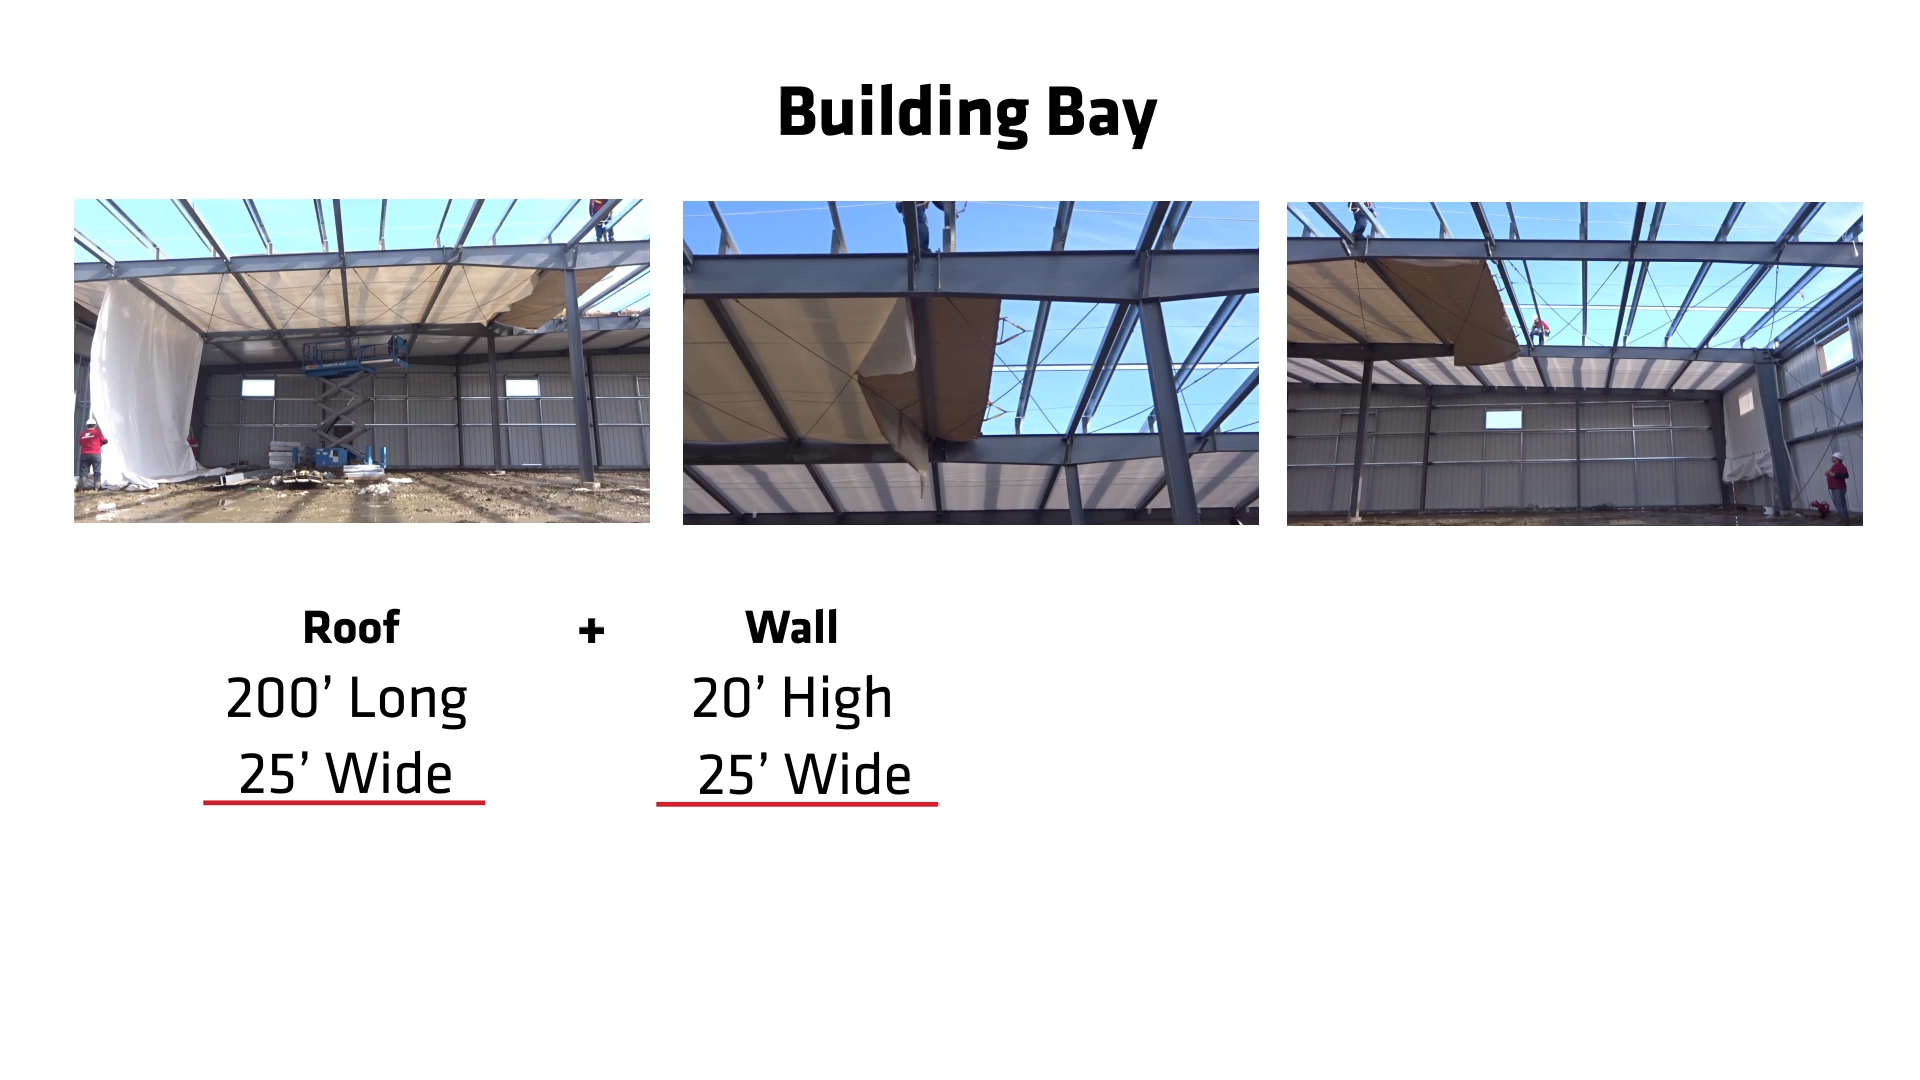 Building Bay
Roof + Wall
200’ Long
20’ High
25’ Wide
25’ Wide